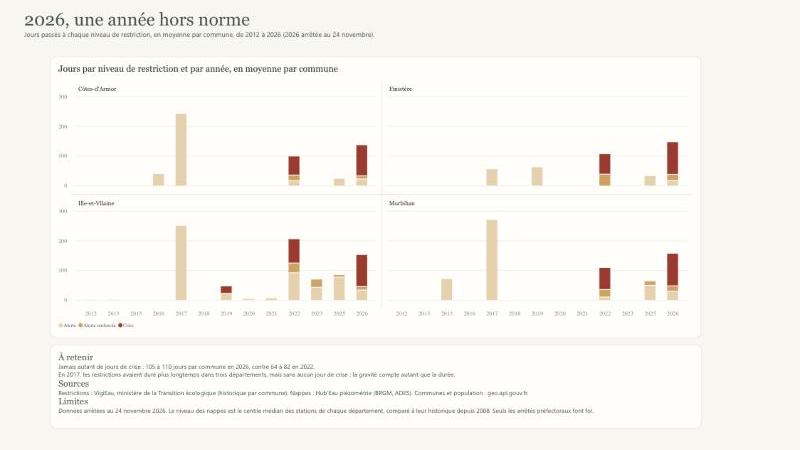 2026, une année hors norme
Jours passés à chaque niveau de restriction, en moyenne par commune, de 2012 à 2026 (2026 arrêtée au 24 novembre).
Jours par niveau de restriction et par année, en moyenne par commune
Côtes-d'Armor
Finistère
300
200
100
0
Ille-et-Vilaine
Morbihan
300
200
100
0
2012 2013 2015 2016 2017 2018 2019 2020 2021 2022 2023 2025 2026
2012 2013 2015 2016 2017 2018 2019 2020 2021 2022 2023 2025 2026
Alerte Alerte renforcée Crise
À retenir
Jamais autant de jours de crise : 105 à 110 jours par commune en 2026, contre 64 à 82 en 2022.
En 2017, les restrictions avaient duré plus longtemps dans trois départements, mais sans aucun jour de crise : la gravité compte autant que la durée.
Sources
Restrictions : VigiEau, ministère de la Transition écologique (historique par commune). Nappes : Hub'Eau piézométrie (BRGM, ADES). Communes et population : geo.api.gouv.fr.
Limites
Données arrêtées au 24 novembre 2026. Le niveau des nappes est le centile médian des stations de chaque département, comparé à leur historique depuis 2008. Seuls les arrêtés préfectoraux font foi.